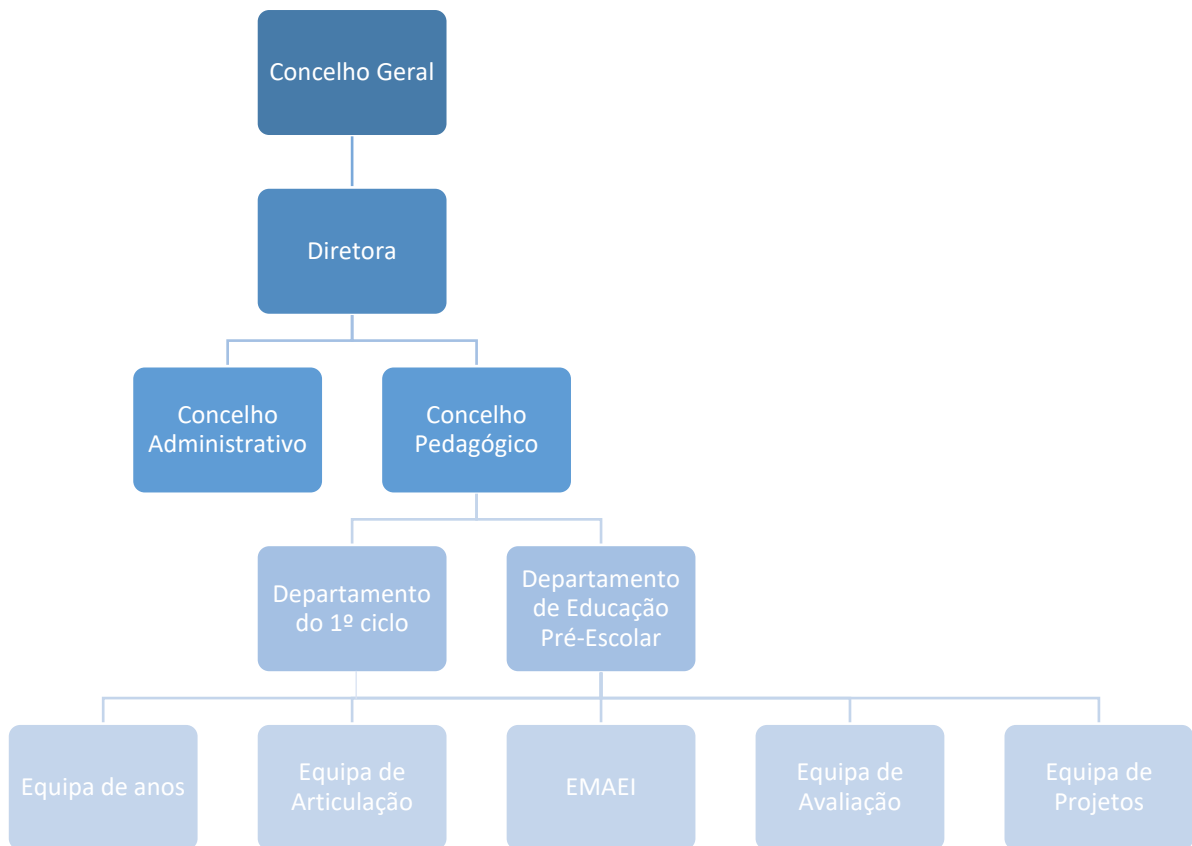 Concelho Geral
Diretora
Concelho
Administrativo
Concelho
Pedagógico
Departamento
do 1º ciclo
Departamento
de Educação
Pré-Escolar
Equipa de anos
Equipa de
Articulação
EMAEI
Equipa de
Avaliação
Equipa de
Projetos